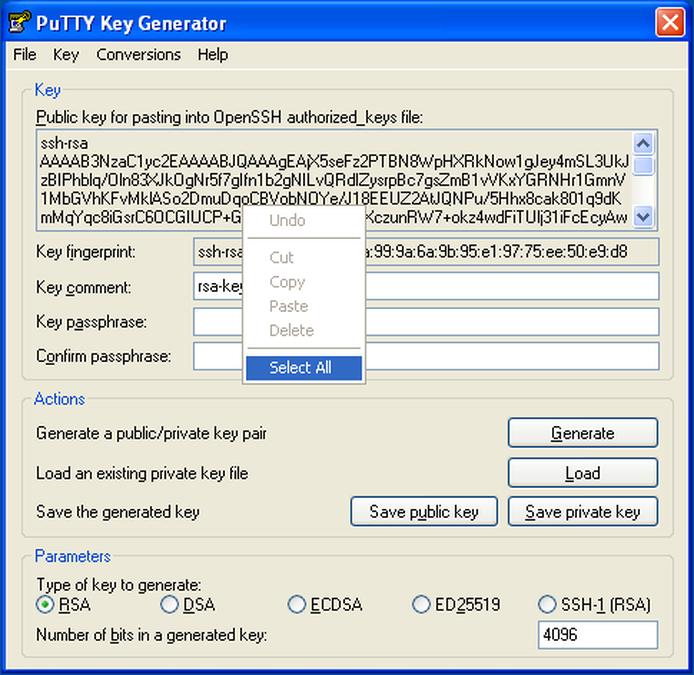 PuTTY Key Generator
File Key Conversions Help
Key
Public key for pasting into OpenSSH authorized_keys file:
ssh-rsa
AAAAB3NzaC1yc2EAAAABJQAAAgEAjX5seFz2PTBN8WpHXRkNow1gJey4mSL3UkJ
zBIPhblq/Oln83XJkOgNr5f7glfn1b2gNILvQRdIZysrpBc7gsZmB1vVKxYGRNHr1GmnV
1MbGVhKFvMklASo2DmuDqoCBVobNOYe/J18EEUZ2AtJQNPu/5Hhx8cak801q9dK
mMqYqc8iGsrC6OCGIUCP+G XczunRW7+okz4wdFiTUlj31iFcEcyAw
Key fingerprint: ssh-rsa a:99:9a:6a:9b:95:e1:97:75:ee:50:e9:d8
Key comment: rsa-key
Key passphrase:
Confirm passphrase:
Undo
Cut
Copy
Paste
Delete
Select All
Actions
Generate a public/private key pair Generate
Load an existing private key file Load
Save the generated key Save public key Save private key
Parameters
Type of key to generate:
RSA DSA ECDSA ED25519 SSH-1 (RSA)
Number of bits in a generated key: 4096